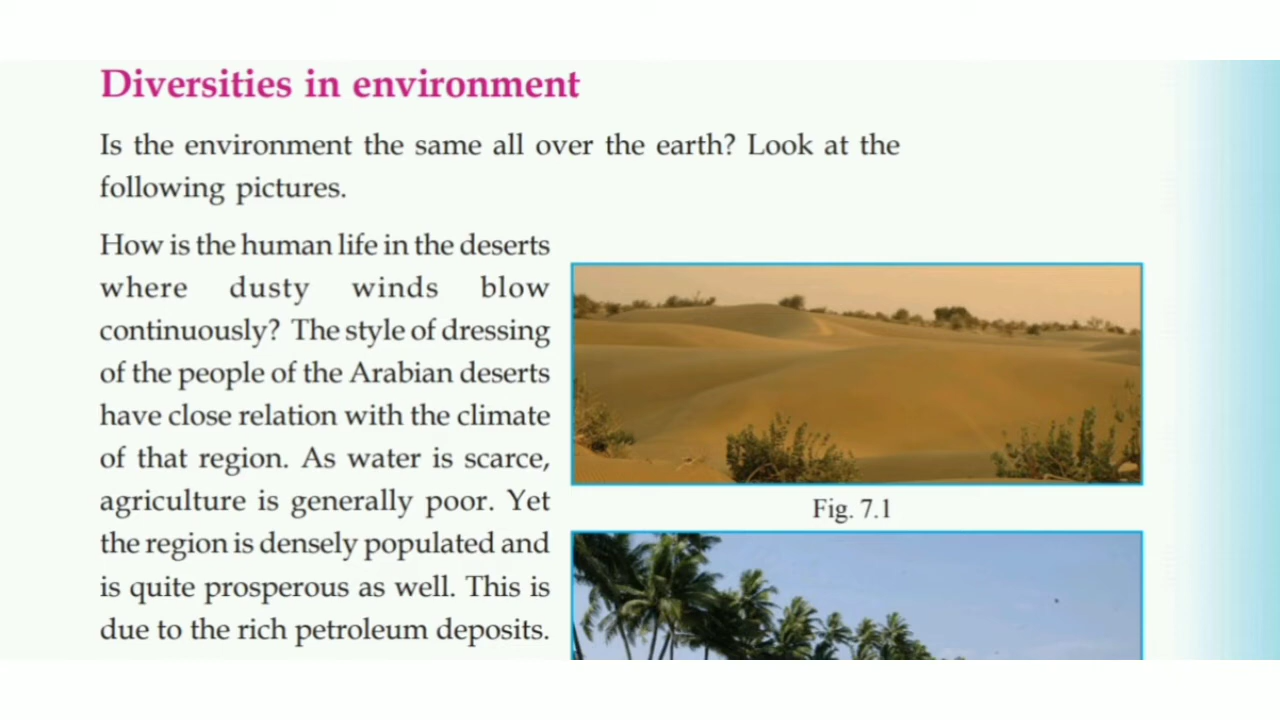 Diversities in environment
Is the environment the same all over the earth? Look at the
following pictures.
How is the human life in the deserts
where dusty winds blow
continuously? The style of dressing
of the people of the Arabian deserts
have close relation with the climate
of that region. As water is scarce,
agriculture is generally poor. Yet
the region is densely populated and
is quite prosperous as well. This is
due to the rich petroleum deposits.
Fig. 7.1